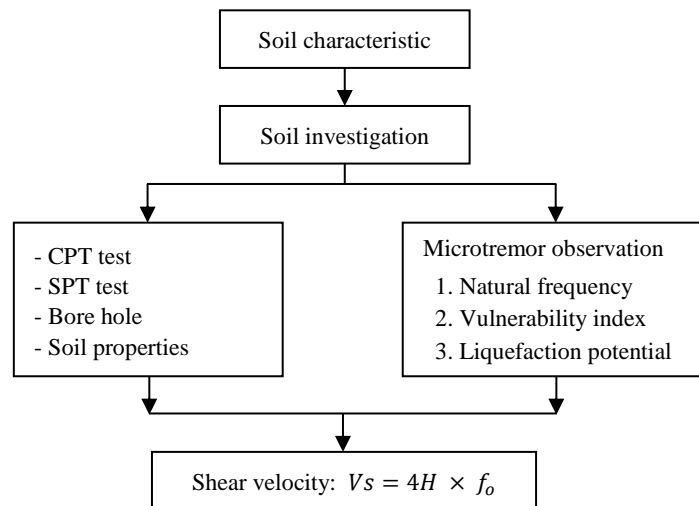 Soil characteristic
Soil investigation
- CPT test
- SPT test
- Bore hole
- Soil properties
Microtremor observation
1. Natural frequency
2. Vulnerability index
3. Liquefaction potential
Shear velocity: Vs = 4H × fₒ